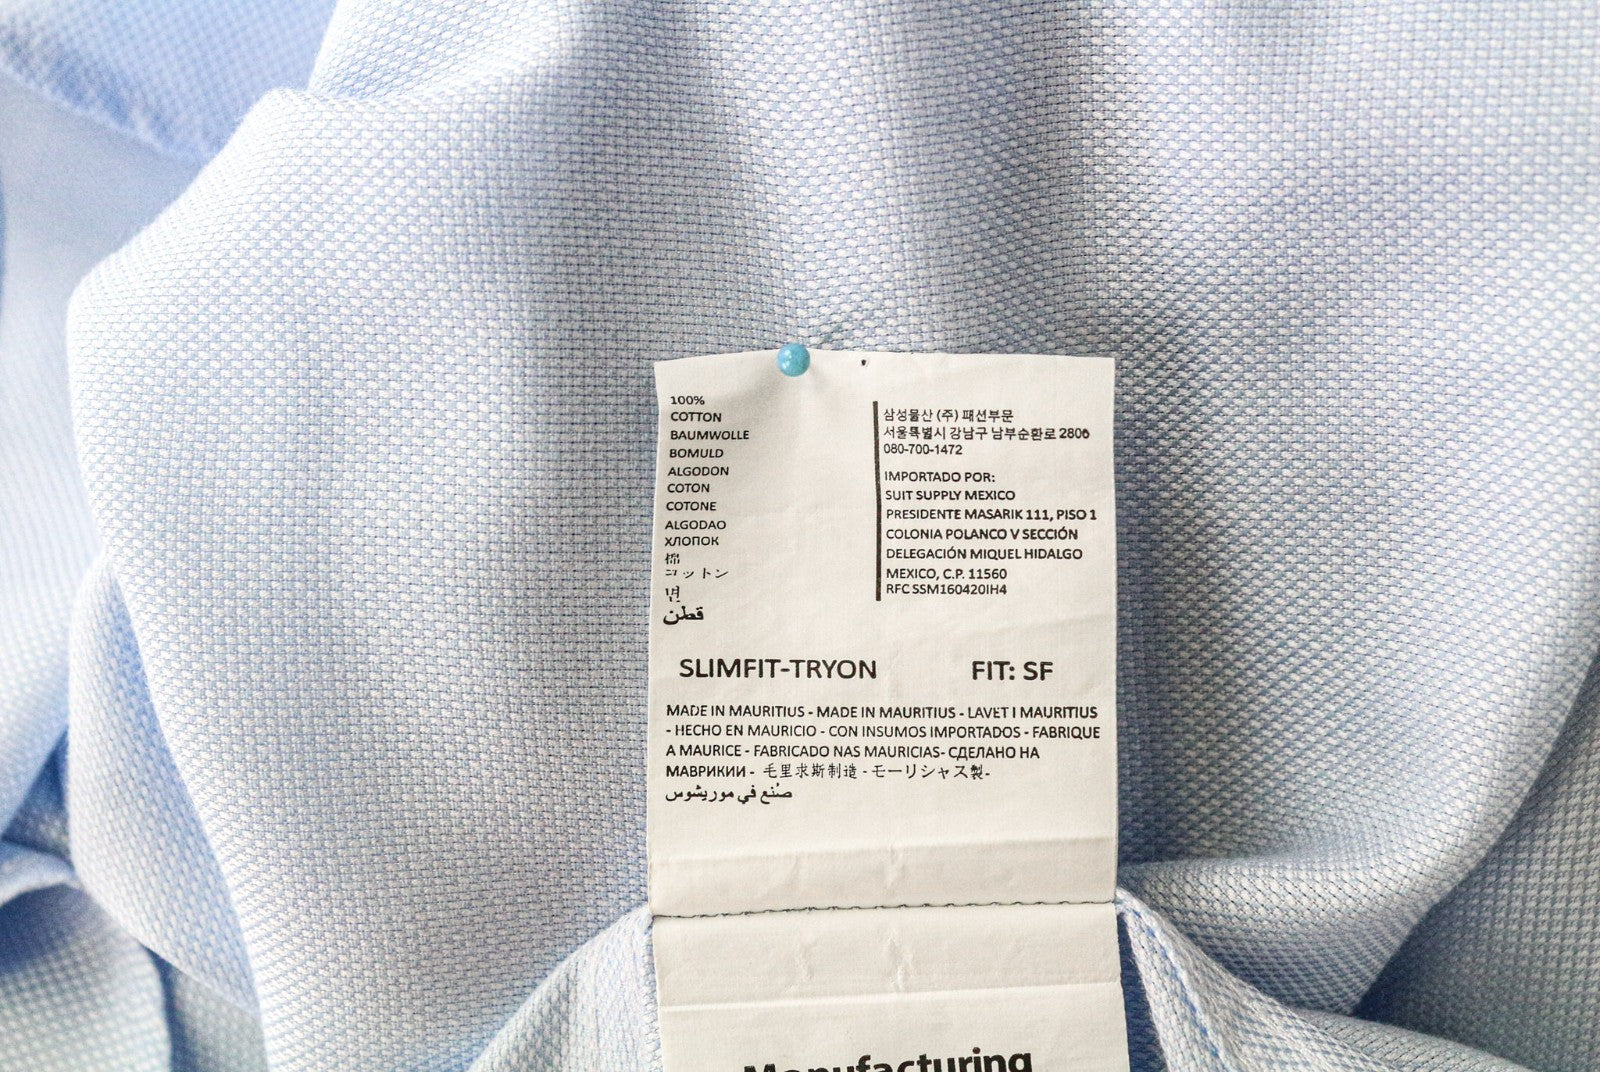 100%
COTTON
BAUMWOLLE
BOMULD
ALGODON
COTON
COTONE
ALGODAO
ХЛОПОК
棉
コットン
면
قطن
삼성물산 (주) 패션부문
서울특별시 강남구 남부순환로 2806
080-700-1472
IMPORTADO POR:
SUIT SUPPLY MEXICO
PRESIDENTE MASARIK 111, PISO 1
COLONIA POLANCO V SECCIÓN
DELEGACIÓN MIQUEL HIDALGO
MEXICO, C.P. 11560
RFC SSM160420IH4
SLIMFIT-TRYON FIT: SF
MADE IN MAURITIUS - MADE IN MAURITIUS - LAVET I MAURITIUS
- HECHO EN MAURICIO - CON INSUMOS IMPORTADOS - FABRIQUE
A MAURICE - FABRICADO NAS MAURICIAS- СДЕЛАНО НА
МАВРИКИИ - 毛里求斯制造 - モーリシャス製-
صُنع في موريشوس
Manufacturing